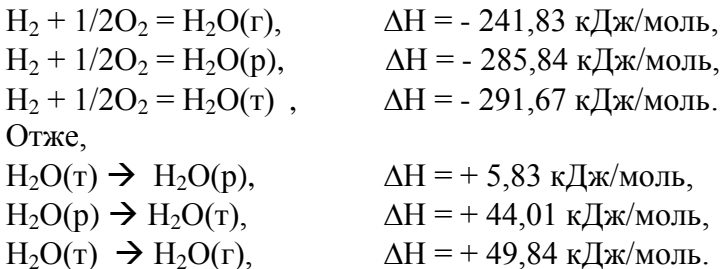 H₂ + 1/2O₂ = H₂O(г), ΔH = - 241,83 кДж/моль,
H₂ + 1/2O₂ = H₂O(р), ΔH = - 285,84 кДж/моль,
H₂ + 1/2O₂ = H₂O(т) , ΔH = - 291,67 кДж/моль.
Отже,
H₂O(т) → H₂O(р), ΔH = + 5,83 кДж/моль,
H₂O(р) → H₂O(т), ΔH = + 44,01 кДж/моль,
H₂O(т) → H₂O(г), ΔH = + 49,84 кДж/моль.